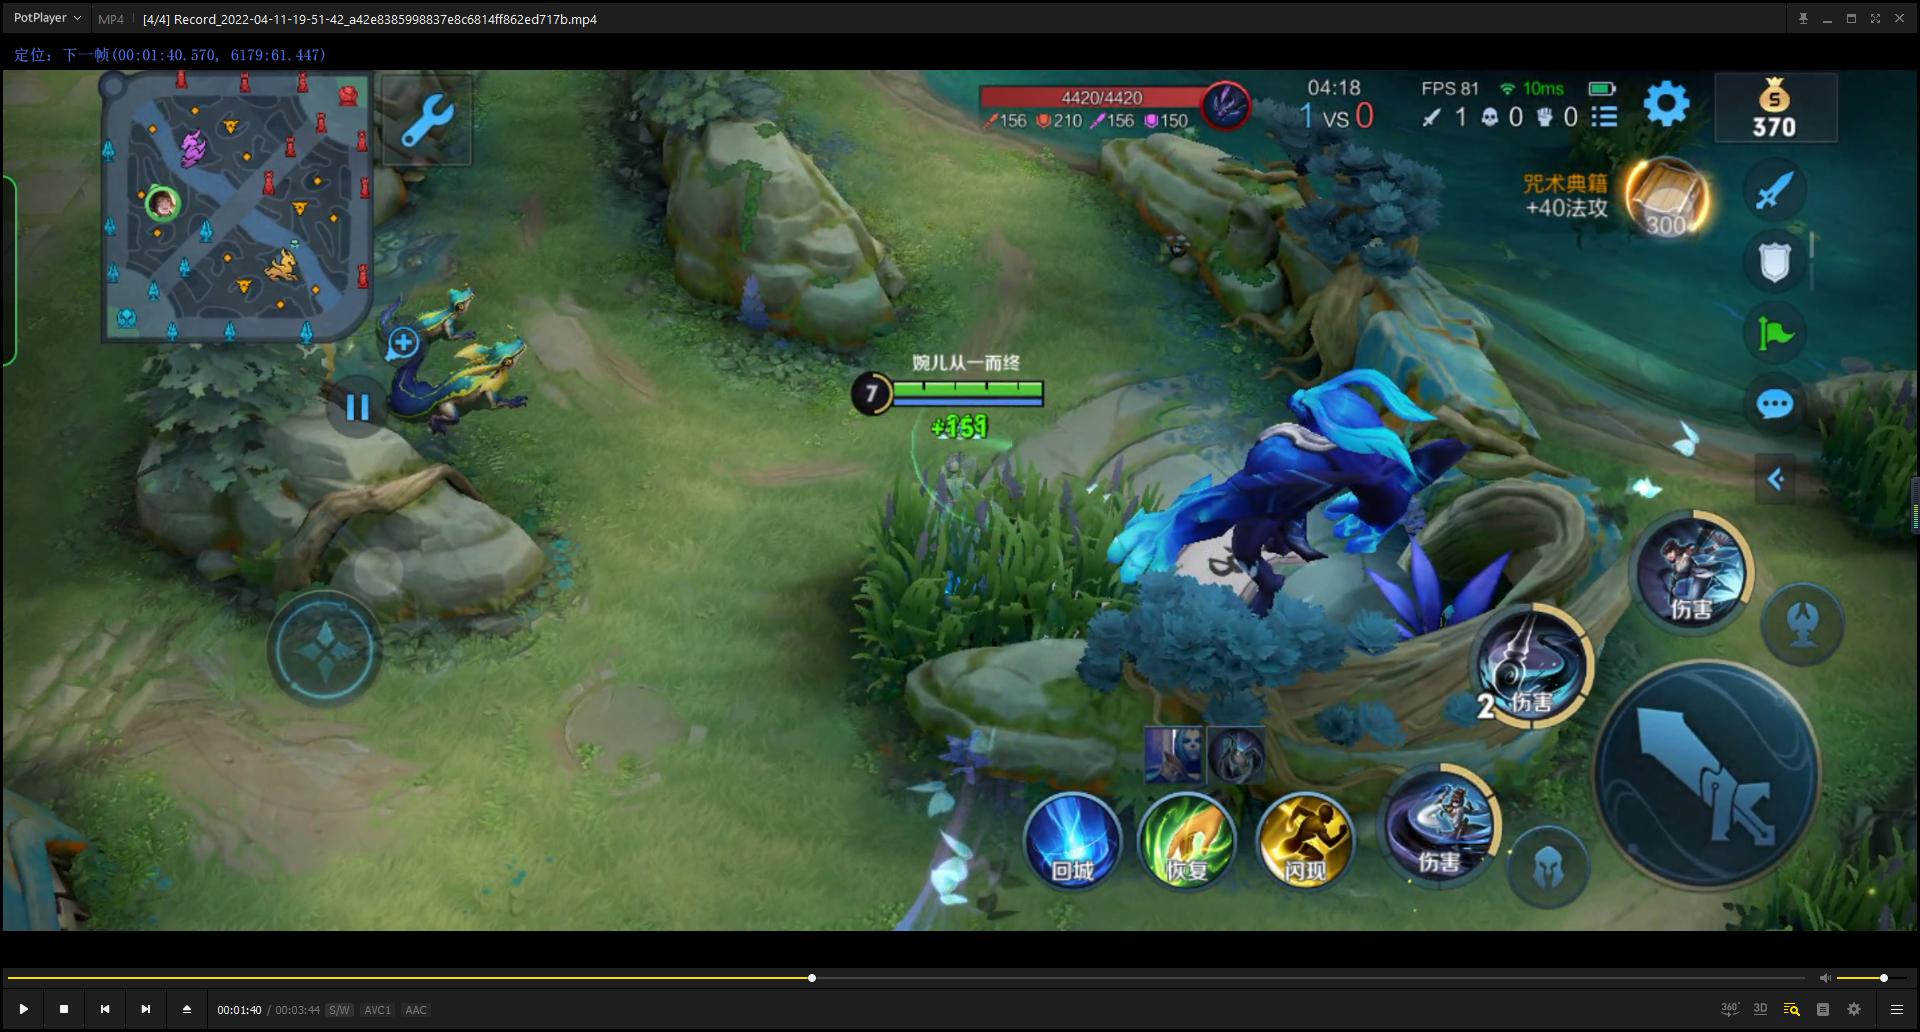 PotPlayer MP4 [4/4] Record_2022-04-11-19-51-42_a42e8385998837e8c6814ff862ed717b.mp4
定位: 下一帧(00:01:40.570, 6179:61.447)
4420/4420
156 210 156 150
04:18
1 VS 0
FPS 81 10ms
1 0 0
370
咒术典籍
+40法攻
300
婉儿从一而终
7
伤害
2 伤害
伤害
回城 恢复 闪现
00:01:40 / 00:03:44 S/W AVC1 AAC
360° 3D